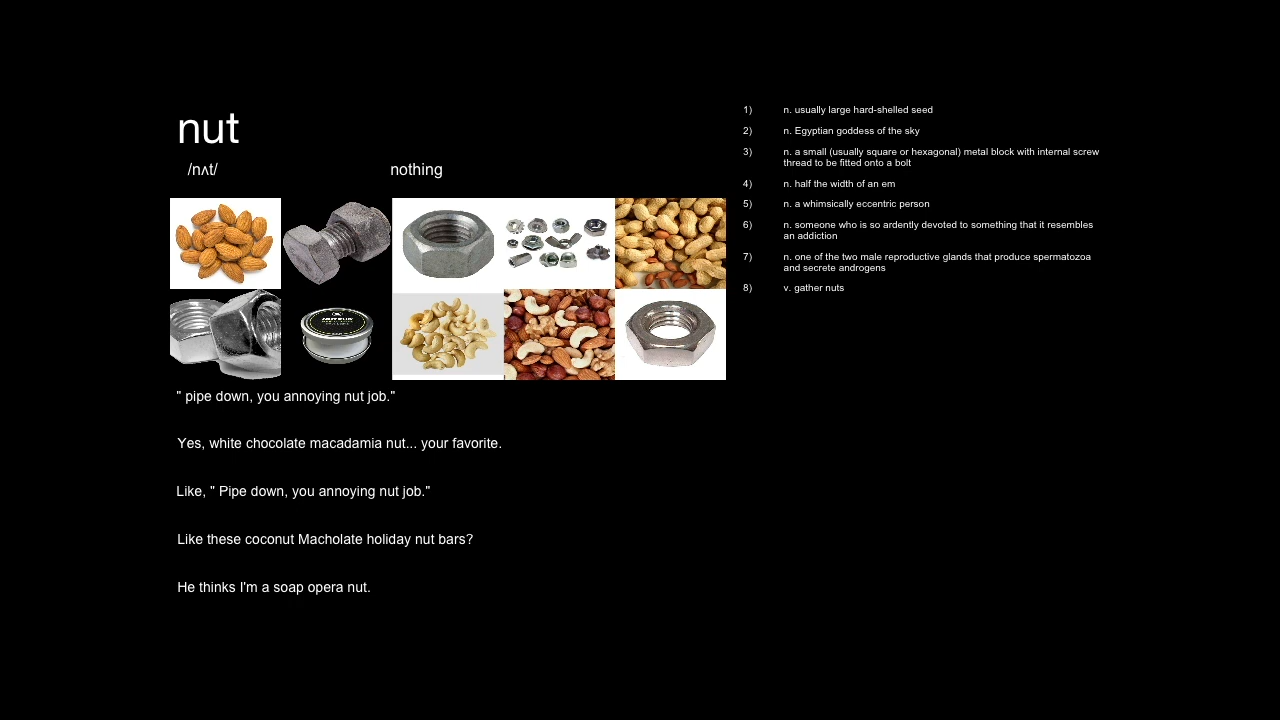 nut
/nʌt/
nothing
" pipe down, you annoying nut job."
Yes, white chocolate macadamia nut... your favorite.
Like, " Pipe down, you annoying nut job."
Like these coconut Macholate holiday nut bars?
He thinks I'm a soap opera nut.
1) n. usually large hard-shelled seed
2) n. Egyptian goddess of the sky
3) n. a small (usually square or hexagonal) metal block with internal screw
thread to be fitted onto a bolt
4) n. half the width of an em
5) n. a whimsically eccentric person
6) n. someone who is so ardently devoted to something that it resembles
an addiction
7) n. one of the two male reproductive glands that produce spermatozoa
and secrete androgens
8) v. gather nuts